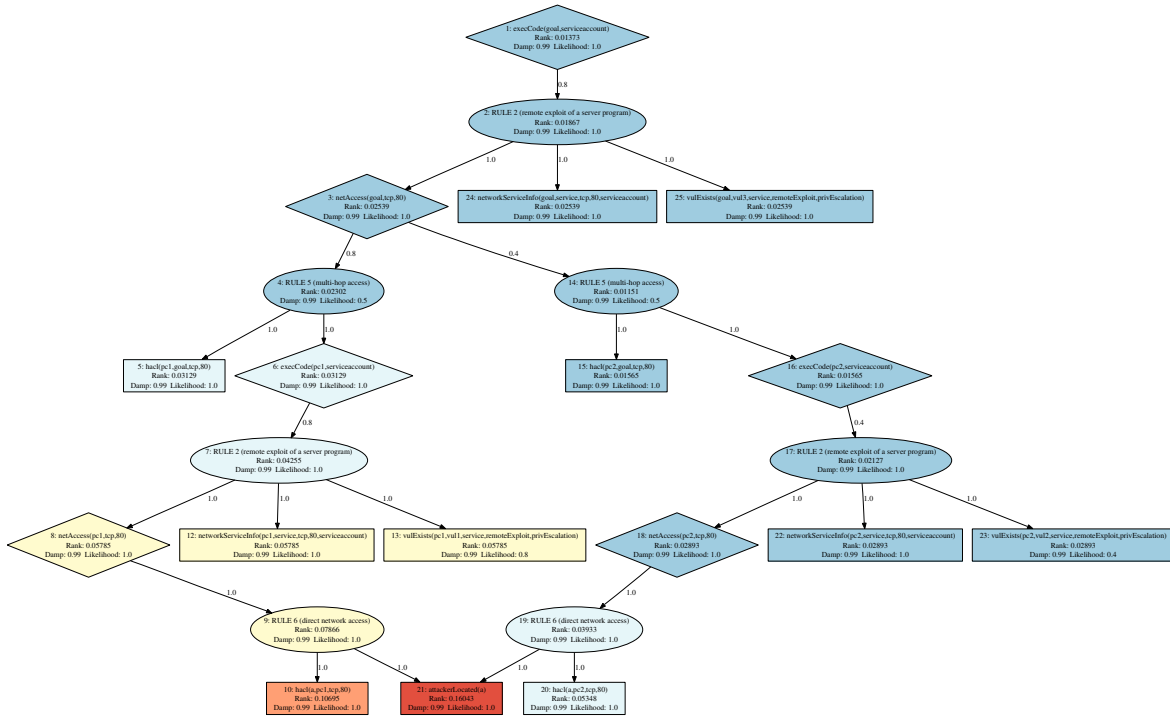 1: execCode(goal,serviceaccount)
Rank: 0.01373
Damp: 0.99 Likelihood: 1.0
0.8
2: RULE 2 (remote exploit of a server program)
Rank: 0.01867
Damp: 0.99 Likelihood: 1.0
1.0
1.0
1.0
3: netAccess(goal,tcp,80)
Rank: 0.02539
Damp: 0.99 Likelihood: 1.0
24: networkServiceInfo(goal,service,tcp,80,serviceaccount)
Rank: 0.02539
Damp: 0.99 Likelihood: 1.0
25: vulExists(goal,vul3,service,remoteExploit,privEscalation)
Rank: 0.02539
Damp: 0.99 Likelihood: 1.0
0.8
0.4
4: RULE 5 (multi-hop access)
Rank: 0.02302
Damp: 0.99 Likelihood: 0.5
14: RULE 5 (multi-hop access)
Rank: 0.01151
Damp: 0.99 Likelihood: 0.5
1.0
1.0
1.0
1.0
5: hacl(pc1,goal,tcp,80)
Rank: 0.03129
Damp: 0.99 Likelihood: 1.0
6: execCode(pc1,serviceaccount)
Rank: 0.03129
Damp: 0.99 Likelihood: 1.0
15: hacl(pc2,goal,tcp,80)
Rank: 0.01565
Damp: 0.99 Likelihood: 1.0
16: execCode(pc2,serviceaccount)
Rank: 0.01565
Damp: 0.99 Likelihood: 1.0
0.8
0.4
7: RULE 2 (remote exploit of a server program)
Rank: 0.04255
Damp: 0.99 Likelihood: 1.0
17: RULE 2 (remote exploit of a server program)
Rank: 0.02127
Damp: 0.99 Likelihood: 1.0
1.0
1.0
1.0
1.0
1.0
1.0
8: netAccess(pc1,tcp,80)
Rank: 0.05785
Damp: 0.99 Likelihood: 1.0
12: networkServiceInfo(pc1,service,tcp,80,serviceaccount)
Rank: 0.05785
Damp: 0.99 Likelihood: 1.0
13: vulExists(pc1,vul1,service,remoteExploit,privEscalation)
Rank: 0.05785
Damp: 0.99 Likelihood: 0.8
18: netAccess(pc2,tcp,80)
Rank: 0.02893
Damp: 0.99 Likelihood: 1.0
22: networkServiceInfo(pc2,service,tcp,80,serviceaccount)
Rank: 0.02893
Damp: 0.99 Likelihood: 1.0
23: vulExists(pc2,vul2,service,remoteExploit,privEscalation)
Rank: 0.02893
Damp: 0.99 Likelihood: 0.4
1.0
1.0
9: RULE 6 (direct network access)
Rank: 0.07866
Damp: 0.99 Likelihood: 1.0
19: RULE 6 (direct network access)
Rank: 0.03933
Damp: 0.99 Likelihood: 1.0
1.0
1.0
1.0
1.0
10: hacl(a,pc1,tcp,80)
Rank: 0.10695
Damp: 0.99 Likelihood: 1.0
21: attackerLocated(a)
Rank: 0.16043
Damp: 0.99 Likelihood: 1.0
20: hacl(a,pc2,tcp,80)
Rank: 0.05348
Damp: 0.99 Likelihood: 1.0